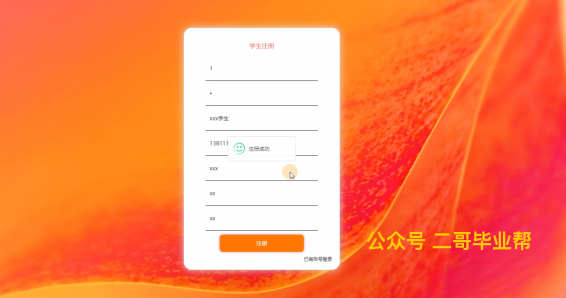 学生注册
1
•
xxx学生
138111
注册成功
xxx
xx
xx
注册
已有账号登录
公众号 二哥毕业帮